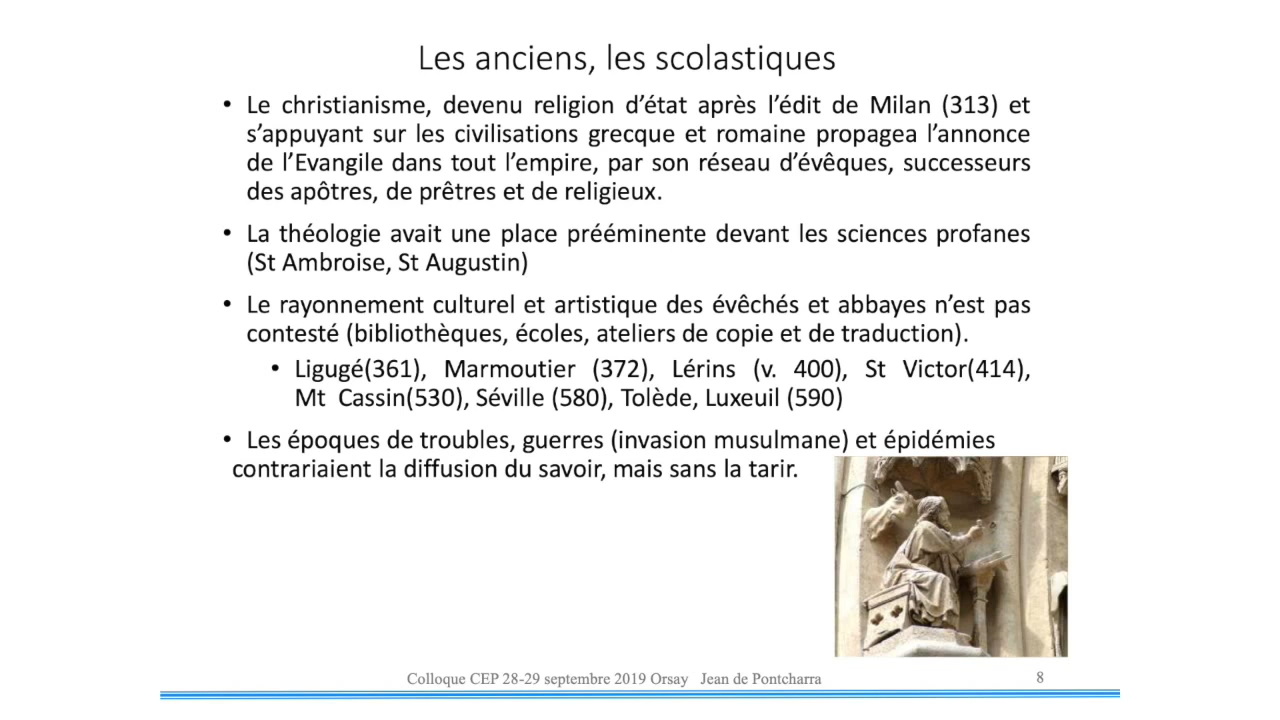 Les anciens, les scolastiques
• Le christianisme, devenu religion d’état après l’édit de Milan (313) et
s’appuyant sur les civilisations grecque et romaine propagea l’annonce
de l’Evangile dans tout l’empire, par son réseau d’évêques, successeurs
des apôtres, de prêtres et de religieux.
• La théologie avait une place prééminente devant les sciences profanes
(St Ambroise, St Augustin)
• Le rayonnement culturel et artistique des évêchés et abbayes n’est pas
contesté (bibliothèques, écoles, ateliers de copie et de traduction).
• Ligugé(361), Marmoutier (372), Lérins (v. 400), St Victor(414),
Mt Cassin(530), Séville (580), Tolède, Luxeuil (590)
• Les époques de troubles, guerres (invasion musulmane) et épidémies
contrariaient la diffusion du savoir, mais sans la tarir.
Colloque CEP 28-29 septembre 2019 Orsay Jean de Pontcharra 8